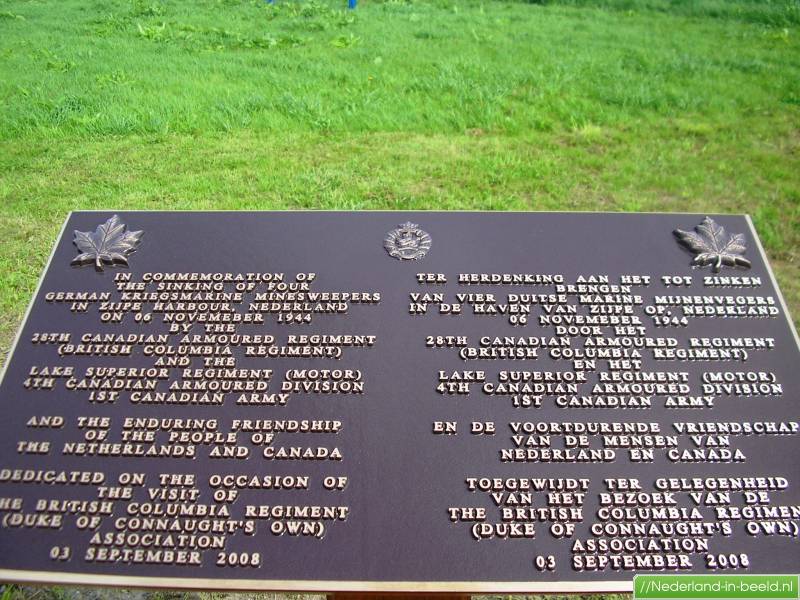 IN COMMEMORATION OF
THE SINKING OF FOUR
GERMAN KRIEGSMARINE MINESWEEPERS
IN ZIJPE HARBOUR, NEDERLAND
ON 06 NOVEMEBER 1944
BY THE
28TH CANADIAN ARMOURED REGIMENT
(BRITISH COLUMBIA REGIMENT)
AND THE
LAKE SUPERIOR REGIMENT (MOTOR)
4TH CANADIAN ARMOURED DIVISION
1ST CANADIAN ARMY
AND THE ENDURING FRIENDSHIP
OF THE PEOPLE OF
THE NETHERLANDS AND CANADA
DEDICATED ON THE OCCASION OF
THE VISIT OF
THE BRITISH COLUMBIA REGIMENT
(DUKE OF CONNAUGHT'S OWN)
ASSOCIATION
03 SEPTEMBER 2008
TER HERDENKING AAN HET TOT ZINKEN
BRENGEN
VAN VIER DUITSE MARINE MIJNENVEGERS
IN DE HAVEN VAN ZIJPE OP, NEDERLAND
06 NOVEMEBER 1944
DOOR HET
28TH CANADIAN ARMOURED REGIMENT
(BRITISH COLUMBIA REGIMENT)
EN HET
LAKE SUPERIOR REGIMENT (MOTOR)
4TH CANADIAN ARMOURED DIVISION
1ST CANADIAN ARMY
EN DE VOORTDURENDE VRIENDSCHAP
VAN DE MENSEN VAN
NEDERLAND EN CANADA
TOEGEWIJDT TER GELEGENHEID
VAN HET BEZOEK VAN DE
THE BRITISH COLUMBIA REGIMEN
(DUKE OF CONNAUGHT'S OWN)
ASSOCIATION
03 SEPTEMBER 2008
//Nederland-in-beeld.nl